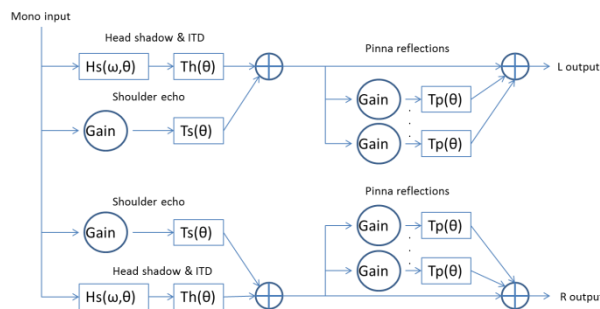 Mono input
Head shadow & ITD
Pinna reflections
Hs(ω,θ)
Th(θ)
L output
Shoulder echo
Gain
Tp(θ)
Gain
Ts(θ)
Gain
Tp(θ)
Shoulder echo
Pinna reflections
Gain
Ts(θ)
Gain
Tp(θ)
Head shadow & ITD
Gain
Tp(θ)
Hs(ω,θ)
Th(θ)
R output